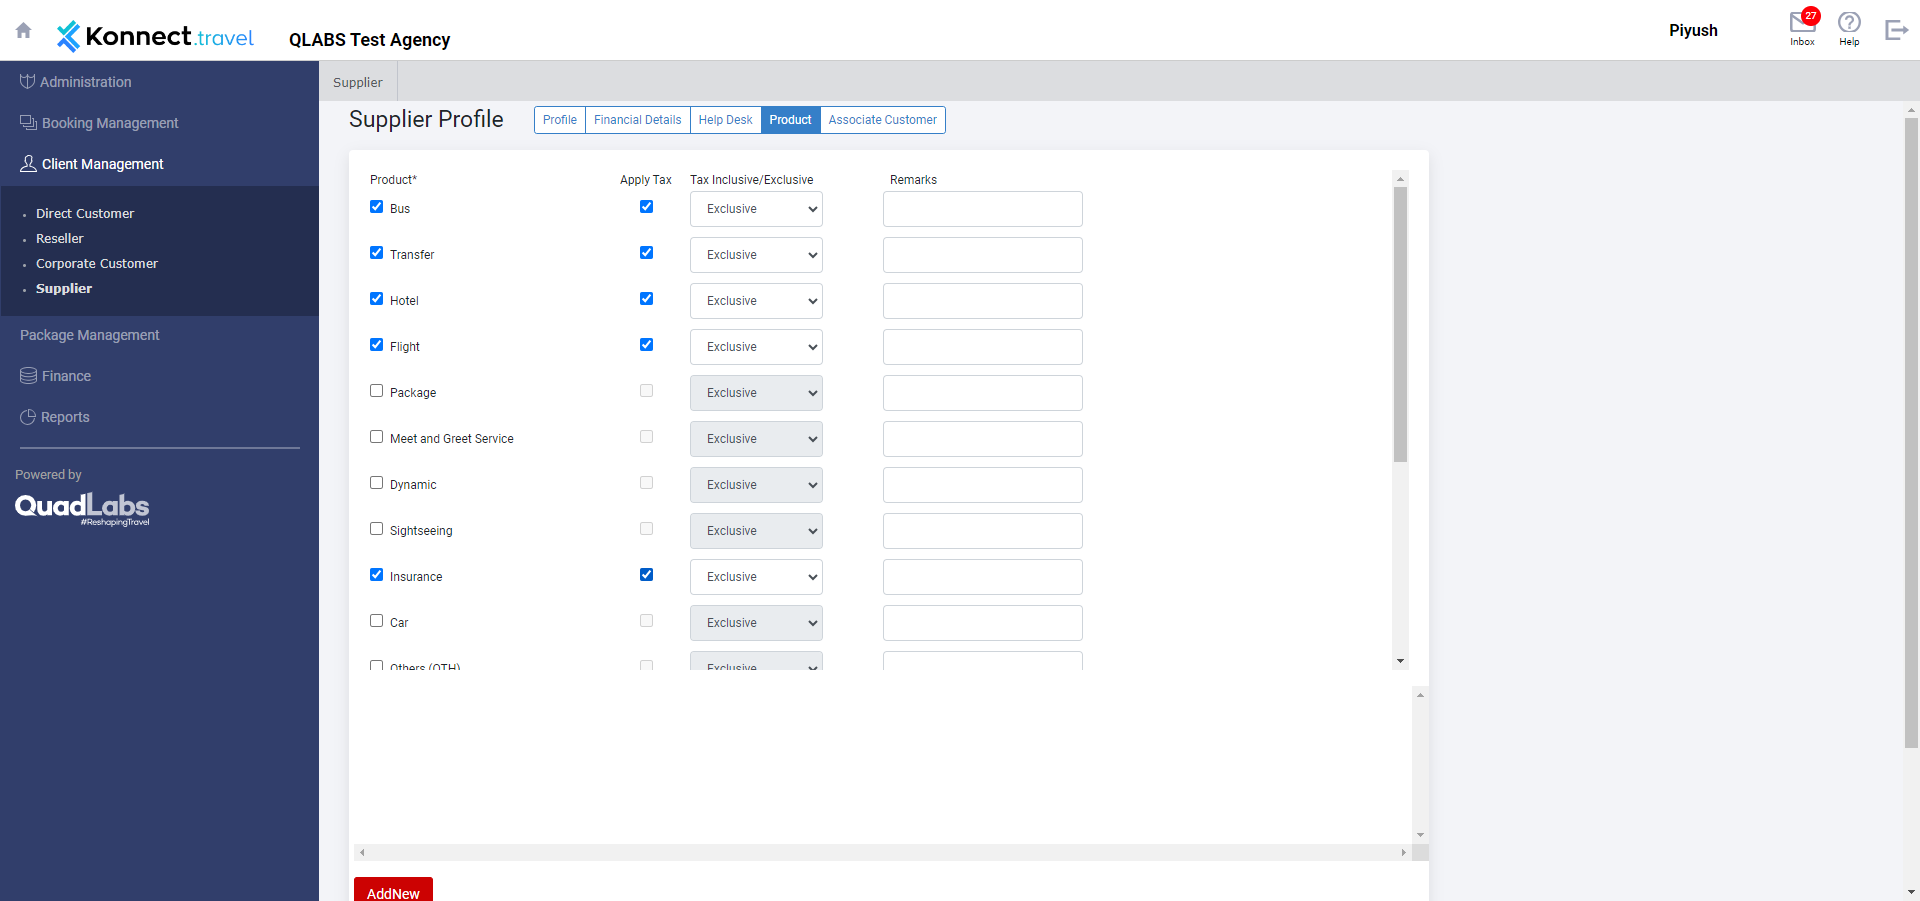 Konnect.travel
QLABS Test Agency
Piyush
27
Inbox
Help
Administration
Booking Management
Client Management
Direct Customer
Reseller
Corporate Customer
Supplier
Package Management
Finance
Reports
Powered by
QuadLabs
#ReshapingTravel
Supplier
Supplier Profile
Profile
Financial Details
Help Desk
Product
Associate Customer
Product* Apply Tax Tax Inclusive/Exclusive Remarks
Bus Exclusive
Transfer Exclusive
Hotel Exclusive
Flight Exclusive
Package Exclusive
Meet and Greet Service Exclusive
Dynamic Exclusive
Sightseeing Exclusive
Insurance Exclusive
Car Exclusive
Others (OTH) Exclusive
AddNew